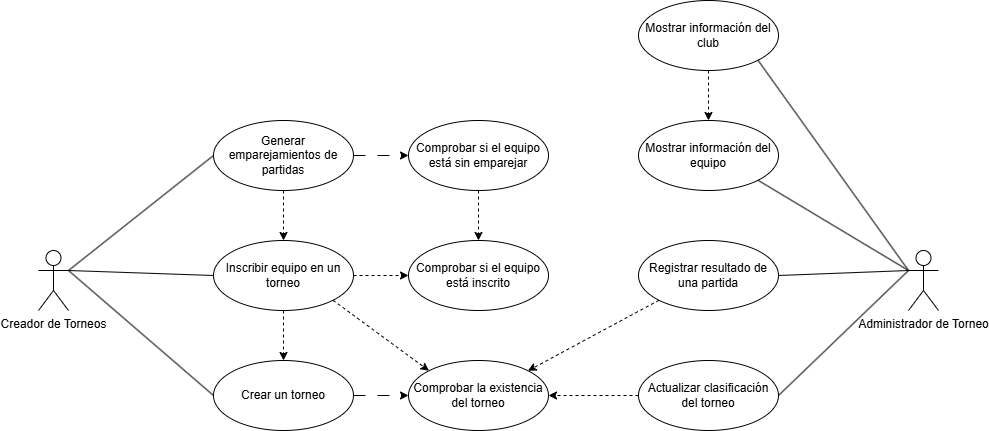 Mostrar información del
club
Generar
emparejamientos de
partidas
Comprobar si el equipo
está sin emparejar
Mostrar información del
equipo
Inscribir equipo en un
torneo
Comprobar si el equipo
está inscrito
Registrar resultado de
una partida
Creador de Torneos
Administrador de Torneo
Crear un torneo
Comprobar la existencia
del torneo
Actualizar clasificación
del torneo